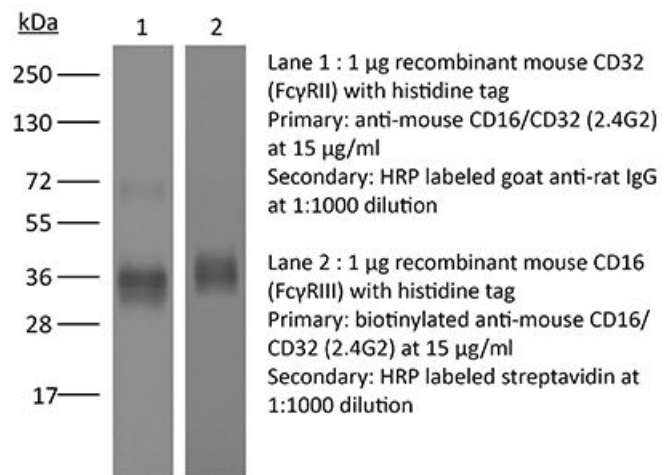 kDa
1 2
250
130
72
55
36
28
17
Lane 1 : 1 µg recombinant mouse CD32
(FcγRII) with histidine tag
Primary: anti-mouse CD16/CD32 (2.4G2)
at 15 µg/ml
Secondary: HRP labeled goat anti-rat IgG
at 1:1000 dilution
Lane 2 : 1 µg recombinant mouse CD16
(FcγRIII) with histidine tag
Primary: biotinylated anti-mouse CD16/
CD32 (2.4G2) at 15 µg/ml
Secondary: HRP labeled streptavidin at
1:1000 dilution